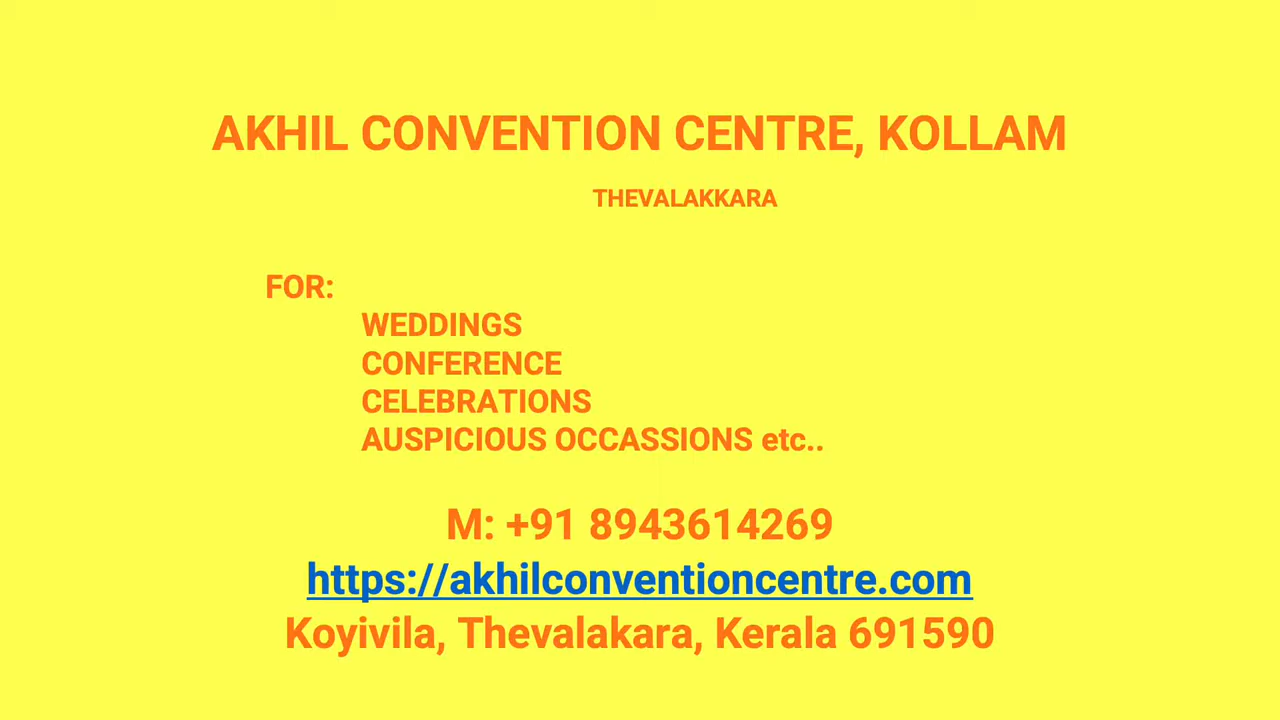 AKHIL CONVENTION CENTRE, KOLLAM
THEVALAKKARA
FOR:
WEDDINGS
CONFERENCE
CELEBRATIONS
AUSPICIOUS OCCASSIONS etc..
M: +91 8943614269
https://akhilconventioncentre.com
Koyivila, Thevalakara, Kerala 691590